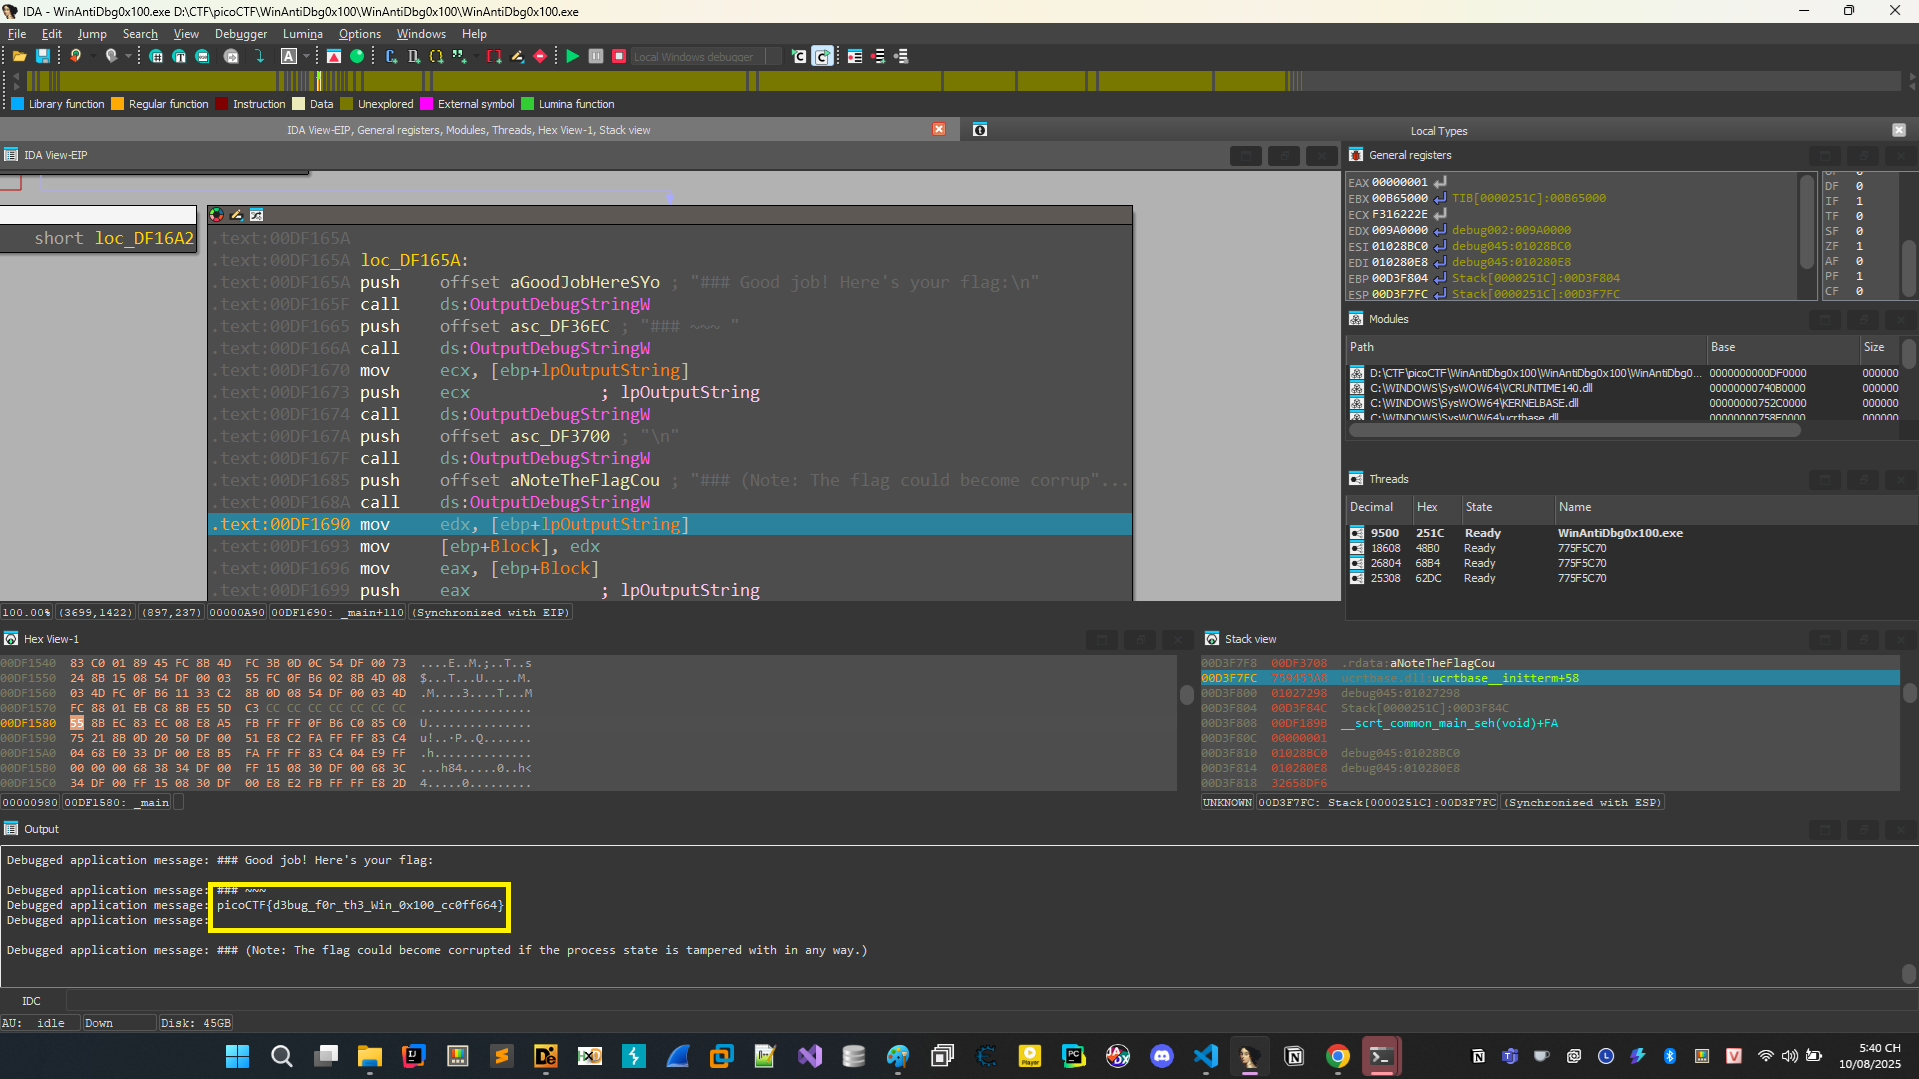 IDA - WinAntiDbg0x100.exe D:\CTF\picoCTF\WinAntiDbg0x100\WinAntiDbg0x100\WinAntiDbg0x100.exe
File Edit Jump Search View Debugger Lumina Options Windows Help
Local Windows debugger
Library function Regular function Instruction Data Unexplored External symbol Lumina function
IDA View-EIP, General registers, Modules, Threads, Hex View-1, Stack view
Local Types
IDA View-EIP
short loc_DF16A2
.text:00DF165A
.text:00DF165A loc_DF165A:
.text:00DF165A push offset aGoodJobHereSYo ; "### Good job! Here's your flag:\n"
.text:00DF165F call ds:OutputDebugStringW
.text:00DF1665 push offset asc_DF36EC ; "### ~~~ "
.text:00DF166A call ds:OutputDebugStringW
.text:00DF1670 mov ecx, [ebp+lpOutputString]
.text:00DF1673 push ecx ; lpOutputString
.text:00DF1674 call ds:OutputDebugStringW
.text:00DF167A push offset asc_DF3700 ; "\n"
.text:00DF167F call ds:OutputDebugStringW
.text:00DF1685 push offset aNoteTheFlagCou ; "### (Note: The flag could become corrup"...
.text:00DF168A call ds:OutputDebugStringW
.text:00DF1690 mov edx, [ebp+lpOutputString]
.text:00DF1693 mov [ebp+Block], edx
.text:00DF1696 mov eax, [ebp+Block]
.text:00DF1699 push eax ; lpOutputString
100.00% (3699,1422) (897,237) 00000A90 00DF1690: _main+110 (Synchronized with EIP)
General registers
EAX 00000001
EBX 00B65000 TIB[0000251C]:00B65000
ECX F316222E
EDX 009A0000 debug002:009A0000
ESI 01028BC0 debug045:01028BC0
EDI 010280E8 debug045:010280E8
EBP 00D3F804 Stack[0000251C]:00D3F804
ESP 00D3F7FC Stack[0000251C]:00D3F7FC
DF 0
IF 1
TF 0
SF 0
ZF 1
AF 0
PF 1
CF 0
Modules
Path Base Size
D:\CTF\picoCTF\WinAntiDbg0x100\WinAntiDbg0x100\WinAntiDbg0... 0000000000DF0000 000000
C:\WINDOWS\SysWOW64\VCRUNTIME140.dll 00000000740B0000 000000
C:\WINDOWS\SysWOW64\KERNELBASE.dll 00000000752C0000 000000
C:\WINDOWS\SysWOW64\ucrtbase.dll 00000000758F0000 000000
Threads
Decimal Hex State Name
9500 251C Ready WinAntiDbg0x100.exe
18608 48B0 Ready 775F5C70
26804 68B4 Ready 775F5C70
25308 62DC Ready 775F5C70
Hex View-1
00DF1540 83 C0 01 89 45 FC 8B 4D FC 3B 0D 0C 54 DF 00 73 ....E..M.;..T..s
00DF1550 24 8B 15 08 54 DF 00 03 55 FC 0F B6 02 8B 4D 08 $...T...U.....M.
00DF1560 03 4D FC 0F B6 11 33 C2 8B 0D 08 54 DF 00 03 4D .M....3....T...M
00DF1570 FC 88 01 EB C8 8B E5 5D C3 CC CC CC CC CC CC CC .......]........
00DF1580 55 8B EC 83 EC 08 E8 A5 FB FF FF 0F B6 C0 85 C0 U...............
00DF1590 75 21 8B 0D 20 50 DF 00 51 E8 C2 FA FF FF 83 C4 u!..·P..Q.......
00DF15A0 04 68 E0 33 DF 00 E8 B5 FA FF FF 83 C4 04 E9 FF .h.3............
00DF15B0 00 00 00 68 38 34 DF 00 FF 15 08 30 DF 00 68 3C ...h84.....0..h<
00DF15C0 34 DF 00 FF 15 08 30 DF 00 E8 E2 FB FF FF E8 2D 4.....0........-
00000980 00DF1580: _main
Stack view
00D3F7F8 00DF3708 .rdata:aNoteTheFlagCou
00D3F7FC 759453A8 ucrtbase.dll:ucrtbase__initterm+58
00D3F800 01027298 debug045:01027298
00D3F804 00D3F84C Stack[0000251C]:00D3F84C
00D3F808 00DF189B __scrt_common_main_seh(void)+FA
00D3F80C 00000001
00D3F810 01028BC0 debug045:01028BC0
00D3F814 010280E8 debug045:010280E8
00D3F818 32658DF6
UNKNOWN 00D3F7FC: Stack[0000251C]:00D3F7FC (Synchronized with ESP)
Output
Debugged application message: ### Good job! Here's your flag:
Debugged application message: ### ~~~
Debugged application message: picoCTF{d3bug_f0r_th3_Win_0x100_cc0ff664}
Debugged application message:
Debugged application message: ### (Note: The flag could become corrupted if the process state is tampered with in any way.)
IDC
AU: idle Down Disk: 45GB
5:40 CH
10/08/2025